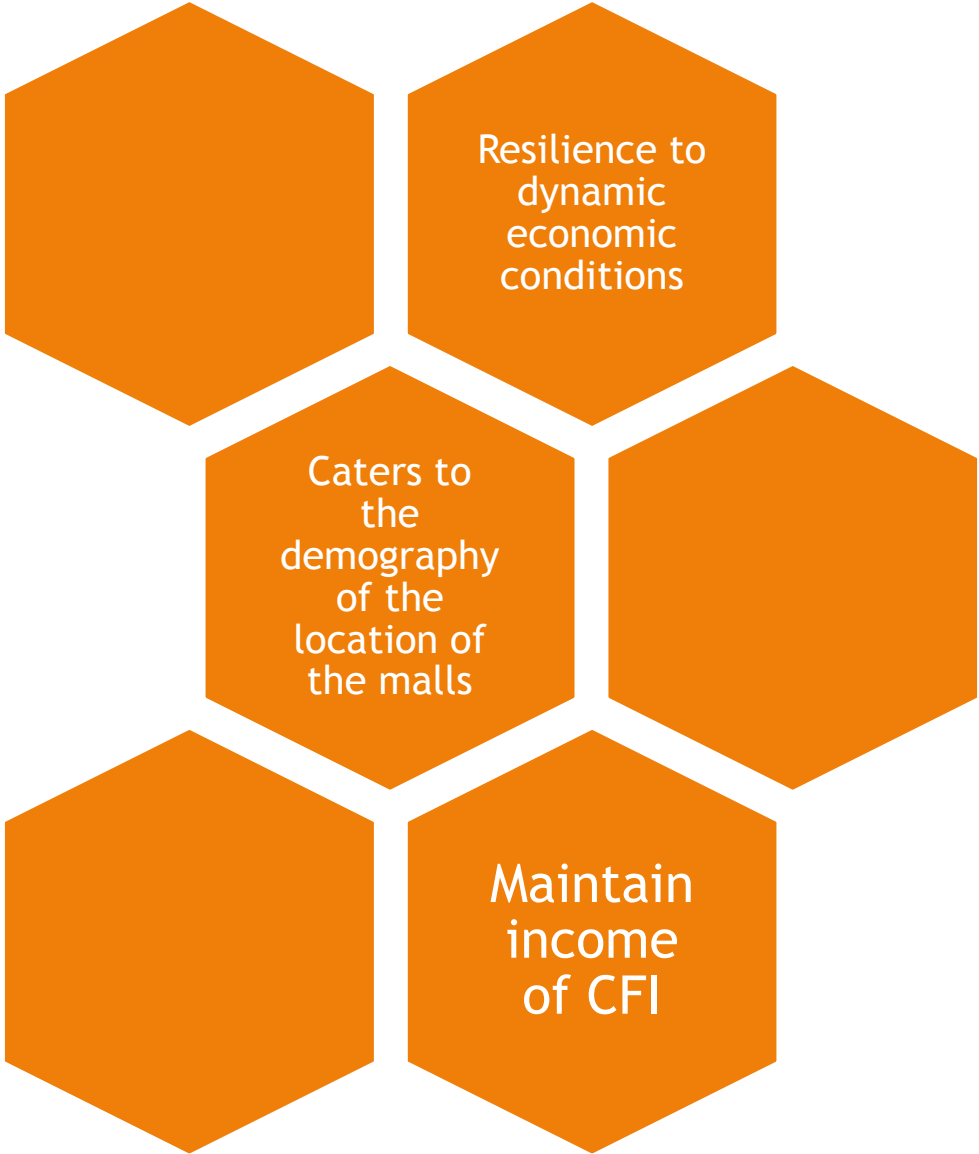 Resilience to
dynamic
economic
conditions
Caters to
the
demography
of the
location of
the malls
Maintain
income
of CFI